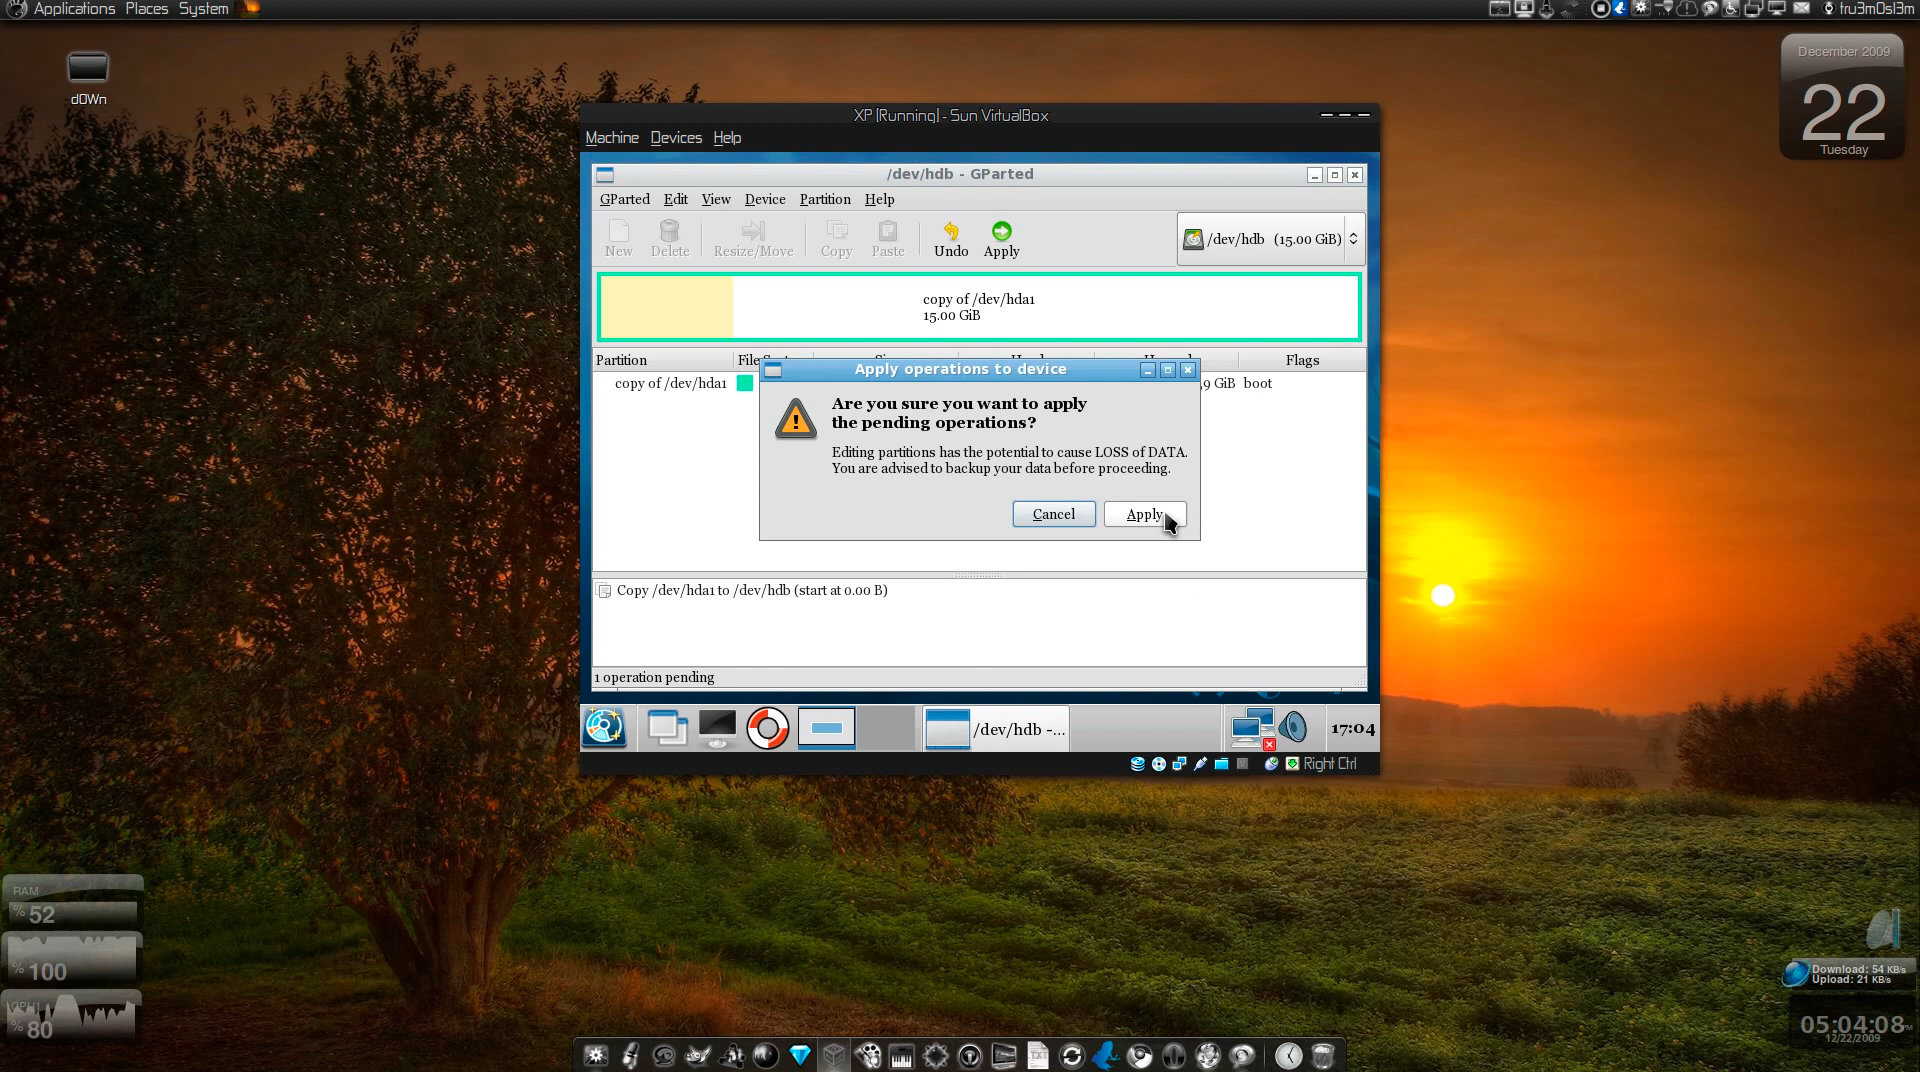 Applications Places System
tru3m0sl3m
d0Wn
December 2009
22
Tuesday
XP [Running] - Sun VirtualBox
Machine Devices Help
/dev/hdb - GParted
GParted Edit View Device Partition Help
New Delete Resize/Move Copy Paste Undo Apply
/dev/hdb (15.00 GiB)
copy of /dev/hda1
15.00 GiB
Partition Flags
copy of /dev/hda1 9 GiB boot
Apply operations to device
Are you sure you want to apply
the pending operations?
Editing partitions has the potential to cause LOSS of DATA.
You are advised to backup your data before proceeding.
Cancel Apply
Copy /dev/hda1 to /dev/hdb (start at 0.00 B)
1 operation pending
/dev/hdb -...
17:04
Right Ctrl
RAM
% 52
% 100
CPU1
% 80
Download: 54 KB/s
Upload: 21 KB/s
05:04:08 PM
12/22/2009
TXT